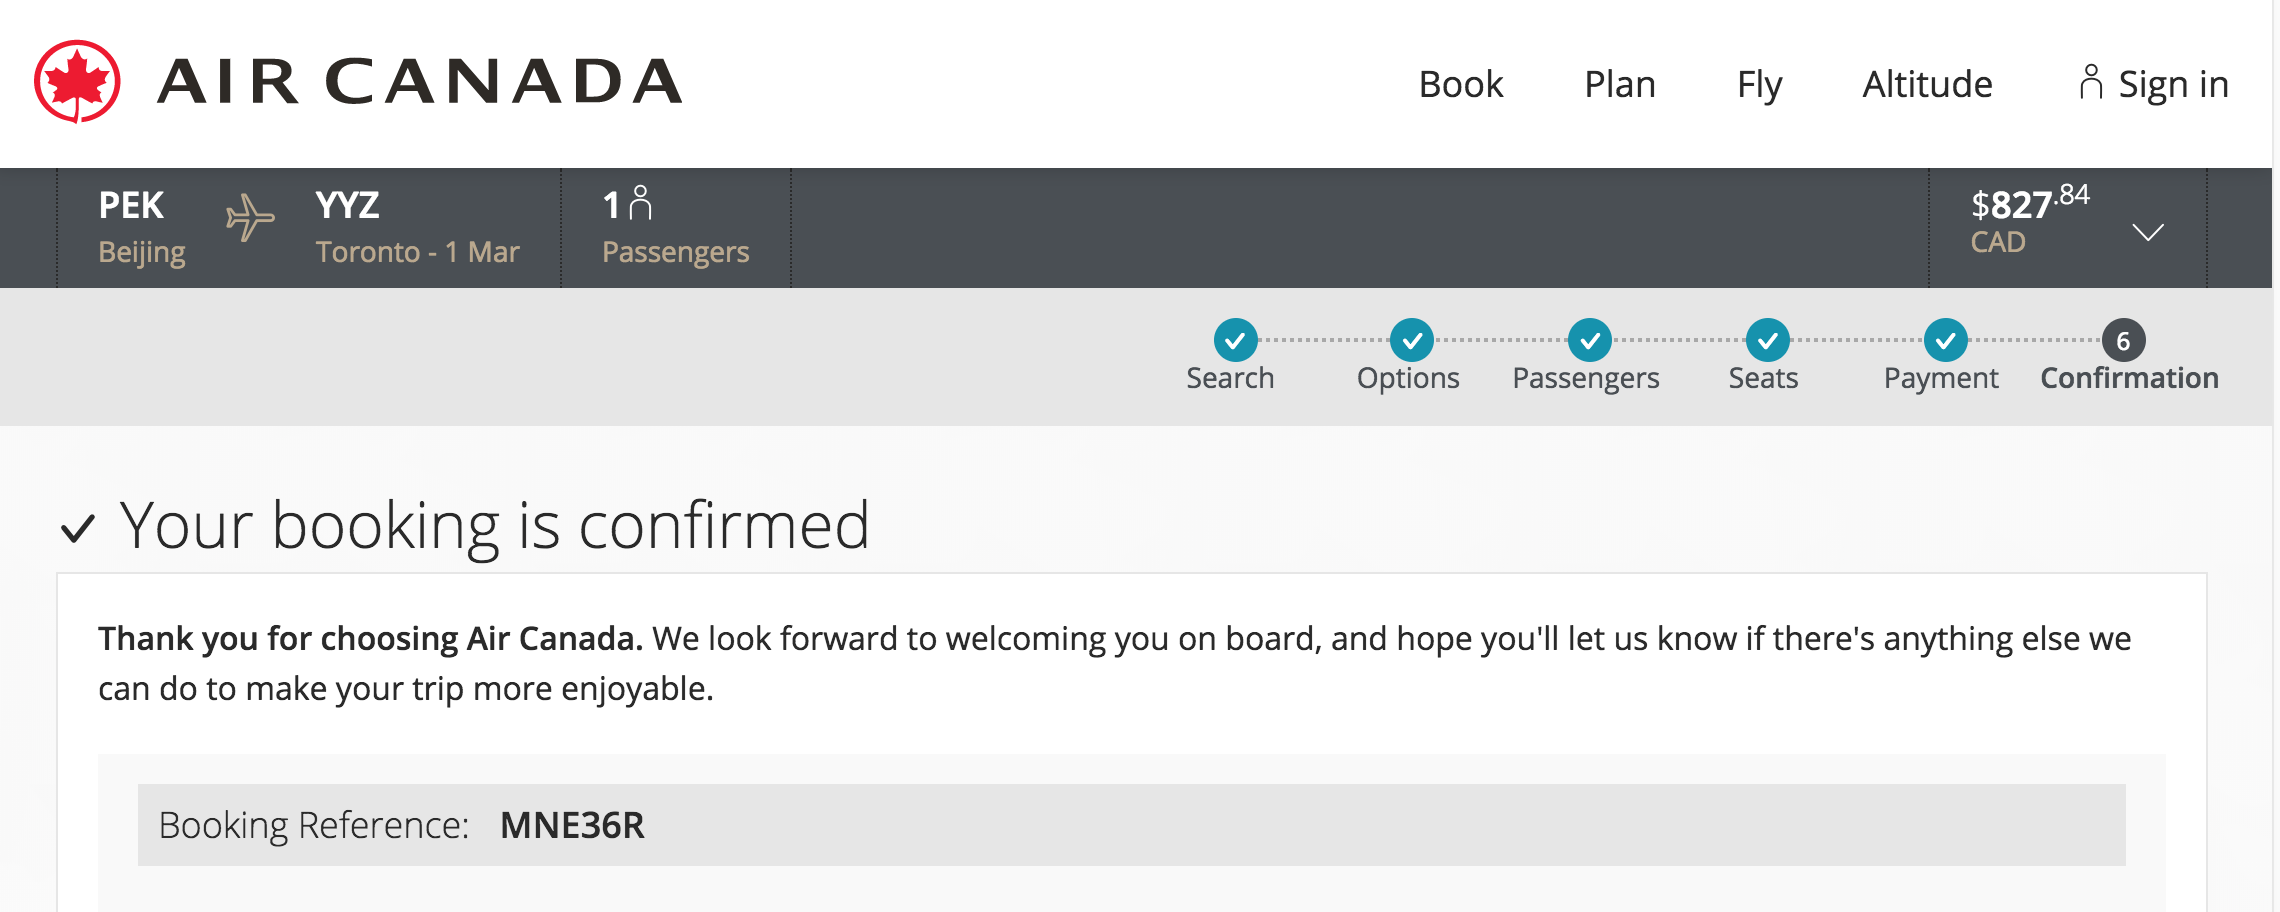 AIR CANADA
Book Plan Fly Altitude Sign in
PEK YYZ 1 $827.84
Beijing Toronto - 1 Mar Passengers CAD
6
Search Options Passengers Seats Payment Confirmation
Your booking is confirmed
Thank you for choosing Air Canada. We look forward to welcoming you on board, and hope you'll let us know if there's anything else we
can do to make your trip more enjoyable.
Booking Reference: MNE36R